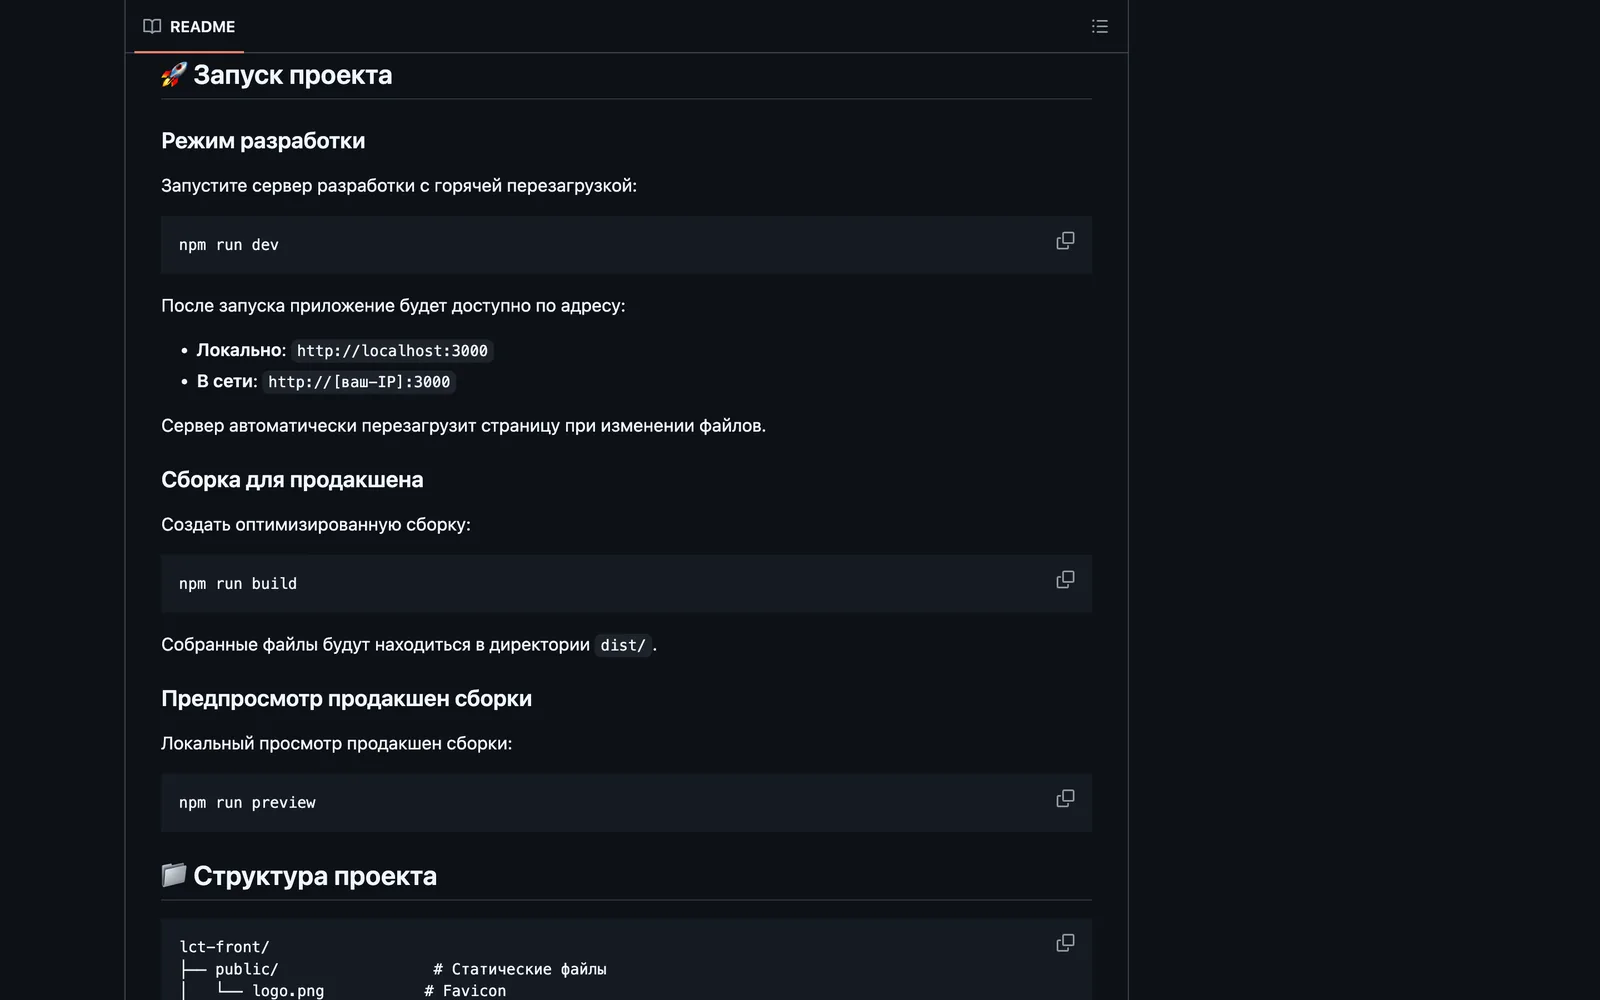 README
🚀 Запуск проекта
Режим разработки
Запустите сервер разработки с горячей перезагрузкой:
npm run dev
После запуска приложение будет доступно по адресу:
• Локально: http://localhost:3000
• В сети: http://[ваш-IP]:3000
Сервер автоматически перезагрузит страницу при изменении файлов.
Сборка для продакшена
Создать оптимизированную сборку:
npm run build
Собранные файлы будут находиться в директории dist/.
Предпросмотр продакшен сборки
Локальный просмотр продакшен сборки:
npm run preview
📁 Структура проекта
lct-front/
├── public/ # Статические файлы
│ └── logo.png # Favicon